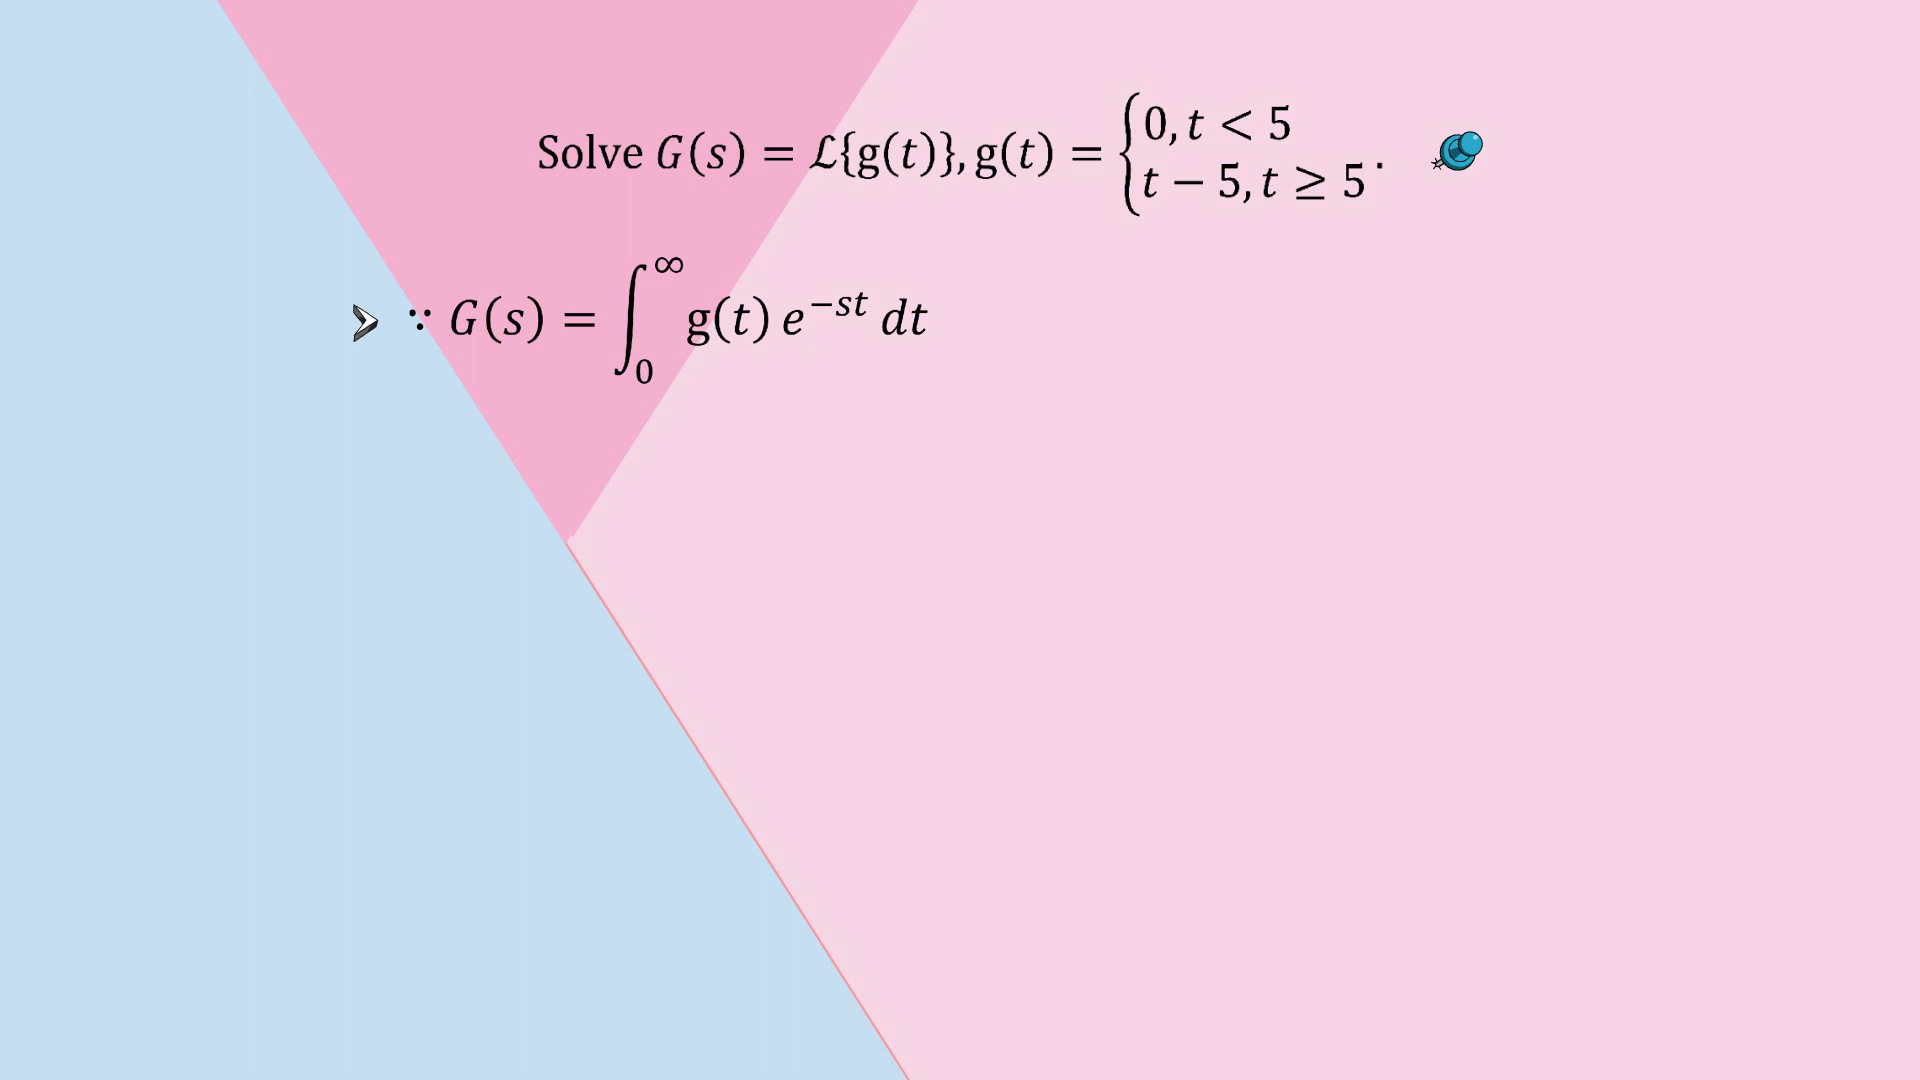 Solve G(s) = ℒ{g(t)}, g(t) = {0, t < 5
t − 5, t ≥ 5 .
∵ G(s) = ∫₀^∞ g(t) e^{−st} dt